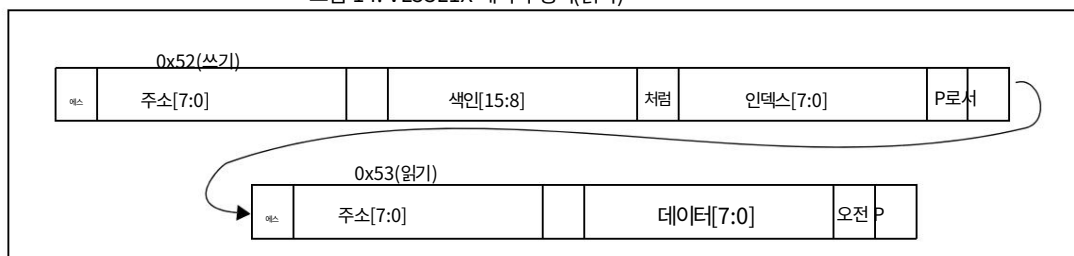 0x52(쓰기)
에스 주소[7:0] 색인[15:8] 처럼 인덱스[7:0] P로서
0x53(읽기)
에스 주소[7:0] 데이터[7:0] 오전 P